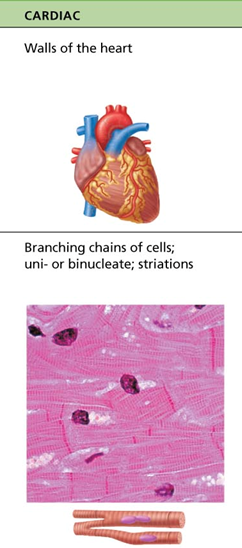 CARDIAC
Walls of the heart
Branching chains of cells;
uni- or binucleate; striations